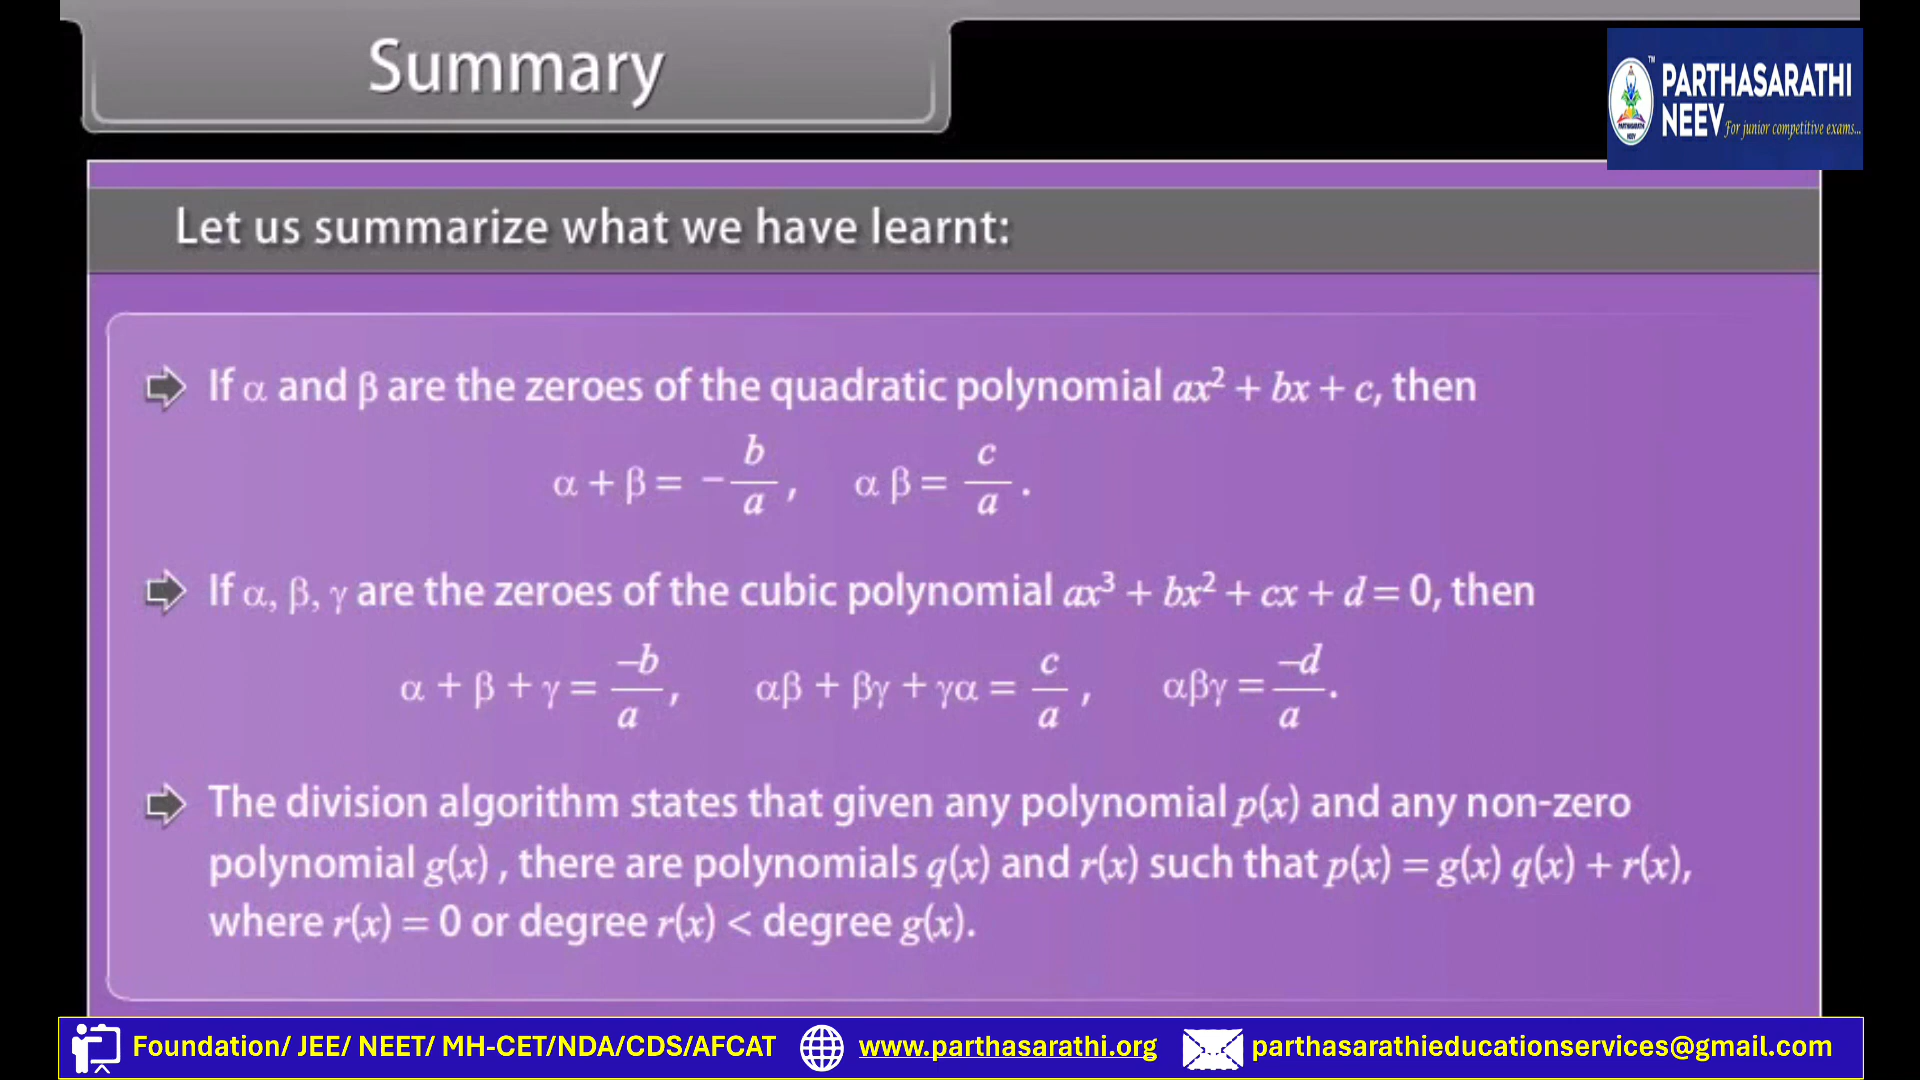 Summary
™
PARTHASARATHI
NEEV For junior competitive exams...
PARTHASARATHI
NEEV
Let us summarize what we have learnt:
If α and β are the zeroes of the quadratic polynomial ax² + bx + c, then
α + β = − b/a , α β = c/a .
If α, β, γ are the zeroes of the cubic polynomial ax³ + bx² + cx + d = 0, then
α + β + γ = –b/a , αβ + βγ + γα = c/a , αβγ = –d/a .
The division algorithm states that given any polynomial p(x) and any non-zero
polynomial g(x) , there are polynomials q(x) and r(x) such that p(x) = g(x) q(x) + r(x),
where r(x) = 0 or degree r(x) < degree g(x).
Foundation/ JEE/ NEET/ MH-CET/NDA/CDS/AFCAT www.parthasarathi.org parthasarathieducationservices@gmail.com